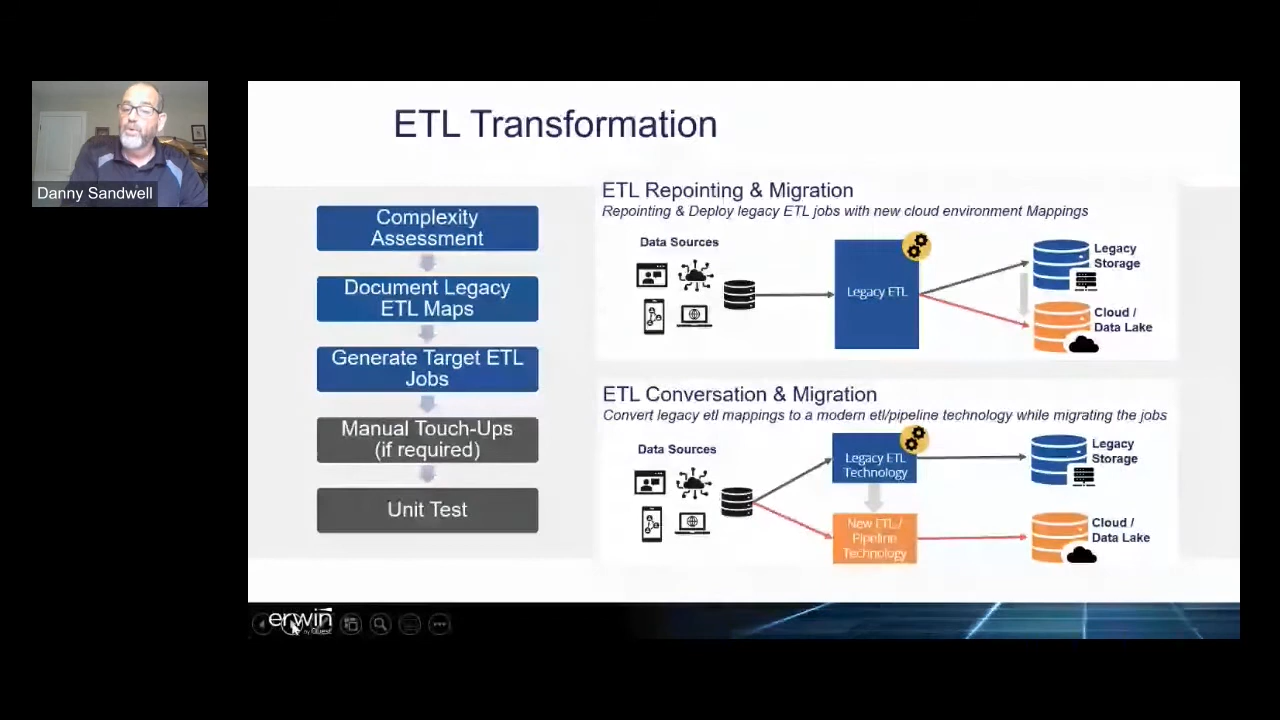 Danny Sandwell
ETL Transformation
Complexity
Assessment
Document Legacy
ETL Maps
Generate Target ETL
Jobs
Manual Touch-Ups
(if required)
Unit Test
ETL Repointing & Migration
Repointing & Deploy legacy ETL jobs with new cloud environment Mappings
Data Sources
Legacy ETL
Legacy
Storage
Cloud /
Data Lake
ETL Conversation & Migration
Convert legacy etl mappings to a modern etl/pipeline technology while migrating the jobs
Data Sources
Legacy ETL
Technology
New ETL /
Pipeline
Technology
Legacy
Storage
Cloud /
Data Lake
erwin
by Quest